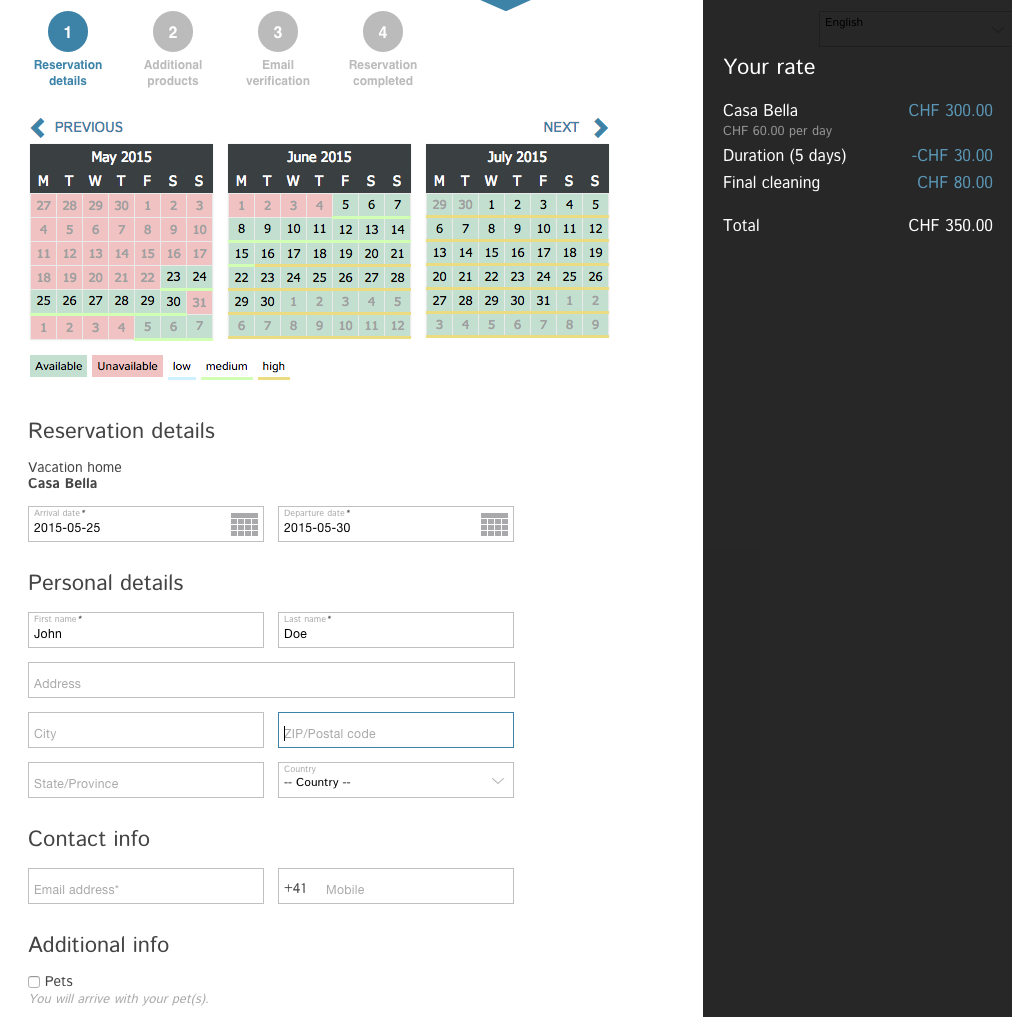 1 2 3 4
Reservation details Additional products Email verification Reservation completed
PREVIOUS NEXT
May 2015
M T W T F S S
27 28 29 30 1 2 3
4 5 6 7 8 9 10
11 12 13 14 15 16 17
18 19 20 21 22 23 24
25 26 27 28 29 30 31
1 2 3 4 5 6 7
June 2015
M T W T F S S
1 2 3 4 5 6 7
8 9 10 11 12 13 14
15 16 17 18 19 20 21
22 23 24 25 26 27 28
29 30 1 2 3 4 5
6 7 8 9 10 11 12
July 2015
M T W T F S S
29 30 1 2 3 4 5
6 7 8 9 10 11 12
13 14 15 16 17 18 19
20 21 22 23 24 25 26
27 28 29 30 31 1 2
3 4 5 6 7 8 9
Available Unavailable low medium high
Reservation details
Vacation home
Casa Bella
Arrival date*
2015-05-25
Departure date*
2015-05-30
Personal details
First name*
John
Last name*
Doe
Address
City
ZIP/Postal code
State/Province
Country
-- Country --
Contact info
Email address*
+41 Mobile
Additional info
Pets
You will arrive with your pet(s).
English
Your rate
Casa Bella CHF 300.00
CHF 60.00 per day
Duration (5 days) -CHF 30.00
Final cleaning CHF 80.00
Total CHF 350.00